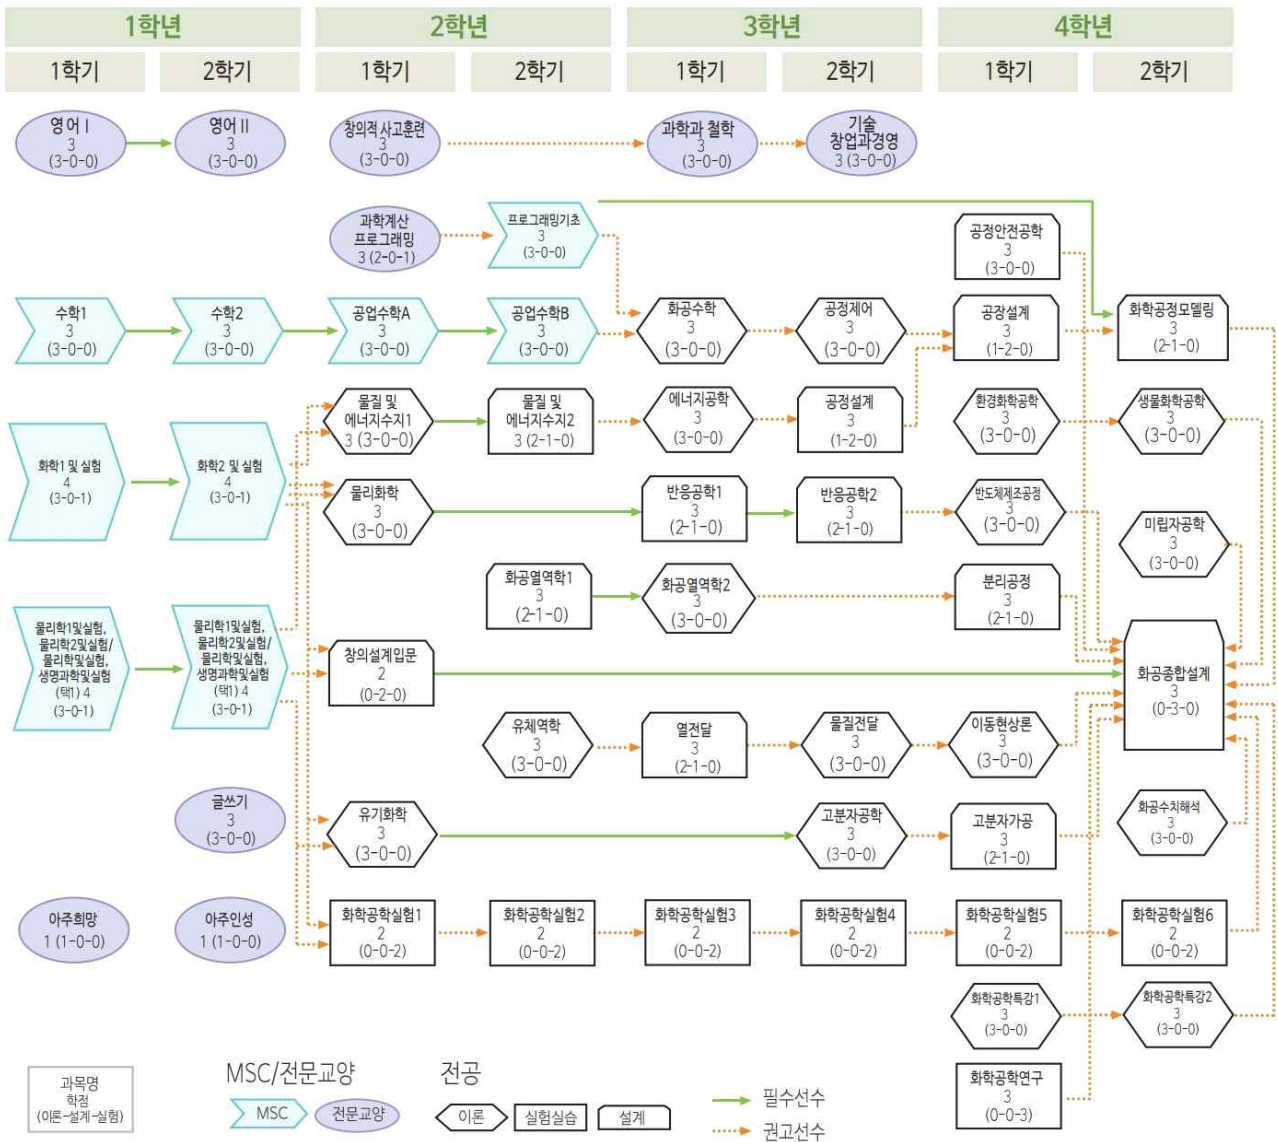 1학년
2학년
3학년
4학년
1학기
2학기
1학기
2학기
1학기
2학기
1학기
2학기
영어 I
3
(3-0-0)
영어 II
3
(3-0-0)
창의적 사고훈련
3
(3-0-0)
과학과 철학
3
(3-0-0)
기술
창업과경영
3 (3-0-0)
과학계산
프로그래밍
3 (2-0-1)
프로그래밍기초
3
(3-0-0)
공정안전공학
3
(3-0-0)
수학1
3
(3-0-0)
수학2
3
(3-0-0)
공업수학A
3
(3-0-0)
공업수학B
3
(3-0-0)
화공수학
3
(3-0-0)
공정제어
3
(3-0-0)
공장설계
3
(1-2-0)
화학공정모델링
3
(2-1-0)
물질 및
에너지수지1
3 (3-0-0)
물질 및
에너지수지2
3 (2-1-0)
에너지공학
3
(3-0-0)
공정설계
3
(1-2-0)
환경화학공학
3
(3-0-0)
생물화학공학
3
(3-0-0)
화학1 및 실험
4
(3-0-1)
화학2 및 실험
4
(3-0-1)
물리화학
3
(3-0-0)
반응공학1
3
(2-1-0)
반응공학2
3
(2-1-0)
반도체제조공정
3
(3-0-0)
미립자공학
3
(3-0-0)
화공열역학1
3
(2-1-0)
화공열역학2
3
(3-0-0)
분리공정
3
(2-1-0)
물리학1및실험,
물리학2및실험/
물리학및실험,
생명과학및실험
(택1) 4
(3-0-1)
물리학1및실험,
물리학2및실험/
물리학및실험,
생명과학및실험
(택1) 4
(3-0-1)
창의설계입문
2
(0-2-0)
화공종합설계
3
(0-3-0)
유체역학
3
(3-0-0)
열전달
3
(2-1-0)
물질전달
3
(3-0-0)
이동현상론
3
(3-0-0)
글쓰기
3
(3-0-0)
유기화학
3
(3-0-0)
고분자공학
3
(3-0-0)
고분자가공
3
(2-1-0)
화공수치해석
3
(3-0-0)
아주희망
1 (1-0-0)
아주인성
1 (1-0-0)
화학공학실험1
2
(0-0-2)
화학공학실험2
2
(0-0-2)
화학공학실험3
2
(0-0-2)
화학공학실험4
2
(0-0-2)
화학공학실험5
2
(0-0-2)
화학공학실험6
2
(0-0-2)
화학공학특강1
3
(3-0-0)
화학공학특강2
3
(3-0-0)
화학공학연구
3
(0-0-3)
과목명
학점
(이론-설계-실험)
MSC/전문교양
MSC
전문교양
전공
이론
실험실습
설계
필수선수
권고선수